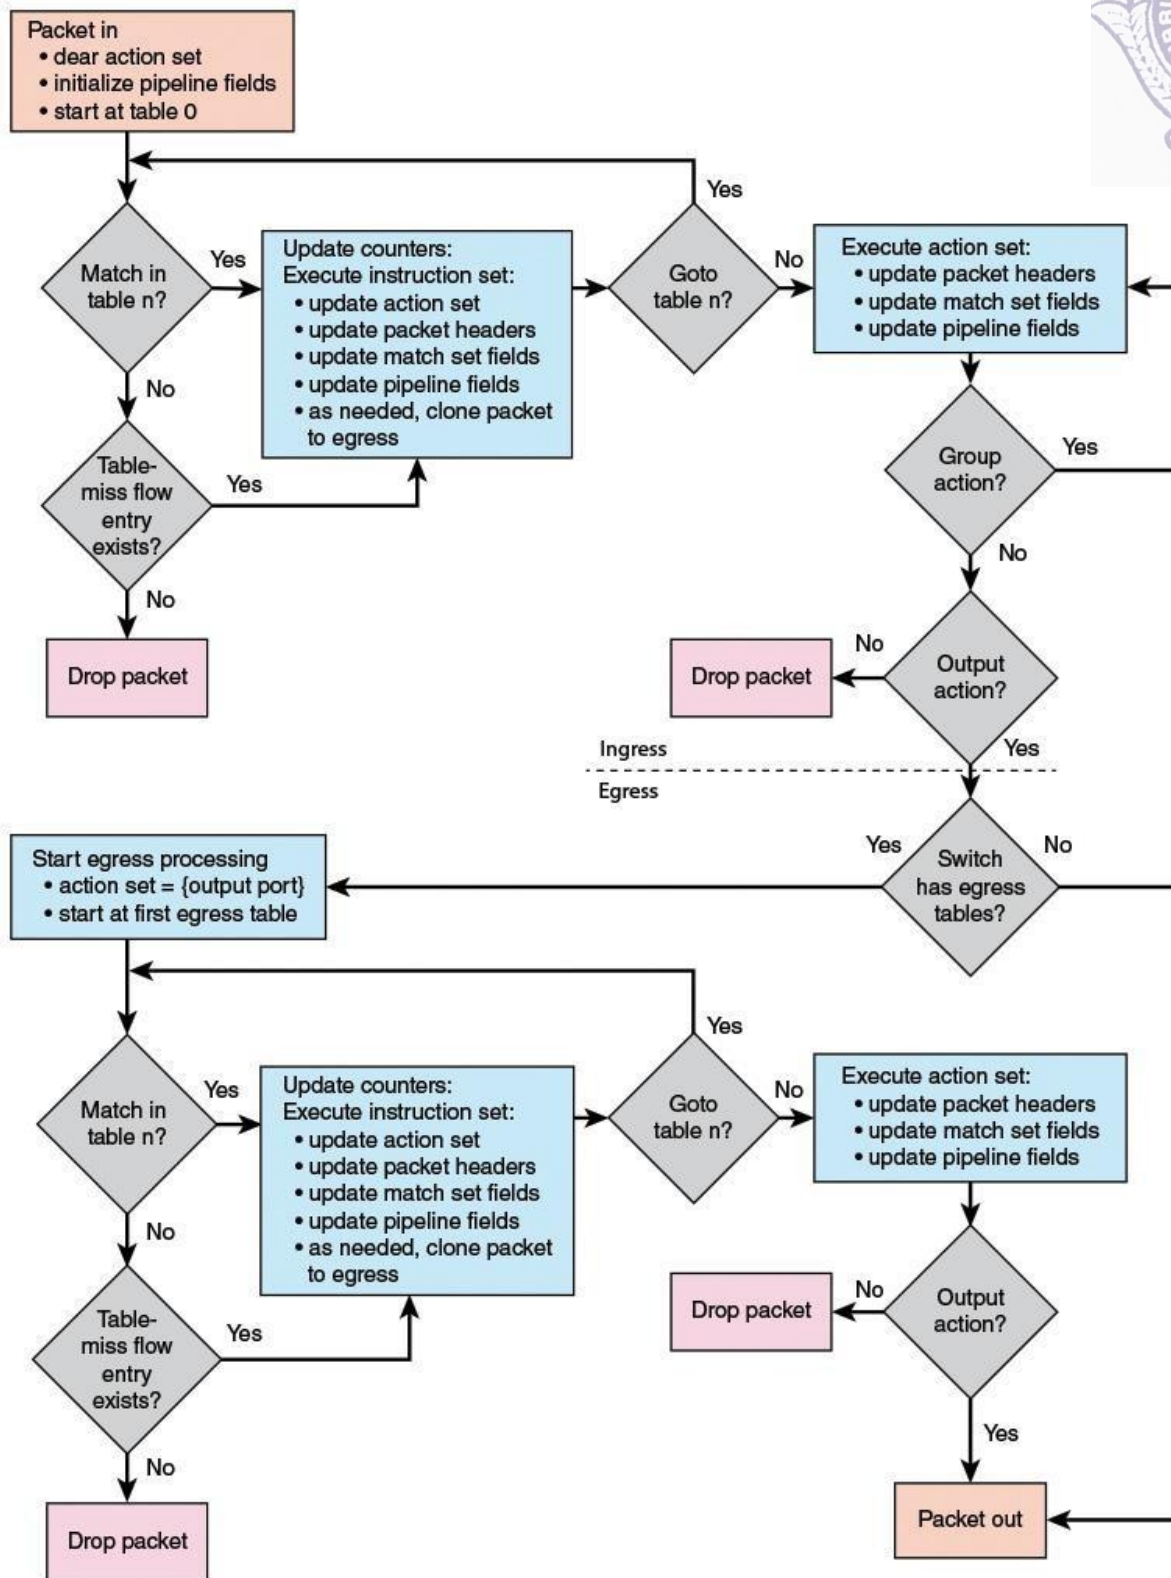 Packet in
• dear action set
• initialize pipeline fields
• start at table 0
Match in
table n?
Yes
No
Update counters:
Execute instruction set:
• update action set
• update packet headers
• update match set fields
• update pipeline fields
• as needed, clone packet
to egress
Goto
table n?
Yes
No
Execute action set:
• update packet headers
• update match set fields
• update pipeline fields
Table-
miss flow
entry
exists?
Yes
No
Drop packet
Group
action?
Yes
No
Output
action?
No
Drop packet
Yes
Ingress
Egress
Switch
has egress
tables?
Yes
No
Start egress processing
• action set = {output port}
• start at first egress table
Match in
table n?
Yes
No
Update counters:
Execute instruction set:
• update action set
• update packet headers
• update match set fields
• update pipeline fields
• as needed, clone packet
to egress
Goto
table n?
Yes
No
Execute action set:
• update packet headers
• update match set fields
• update pipeline fields
Table-
miss flow
entry
exists?
Yes
No
Drop packet
Output
action?
No
Drop packet
Yes
Packet out